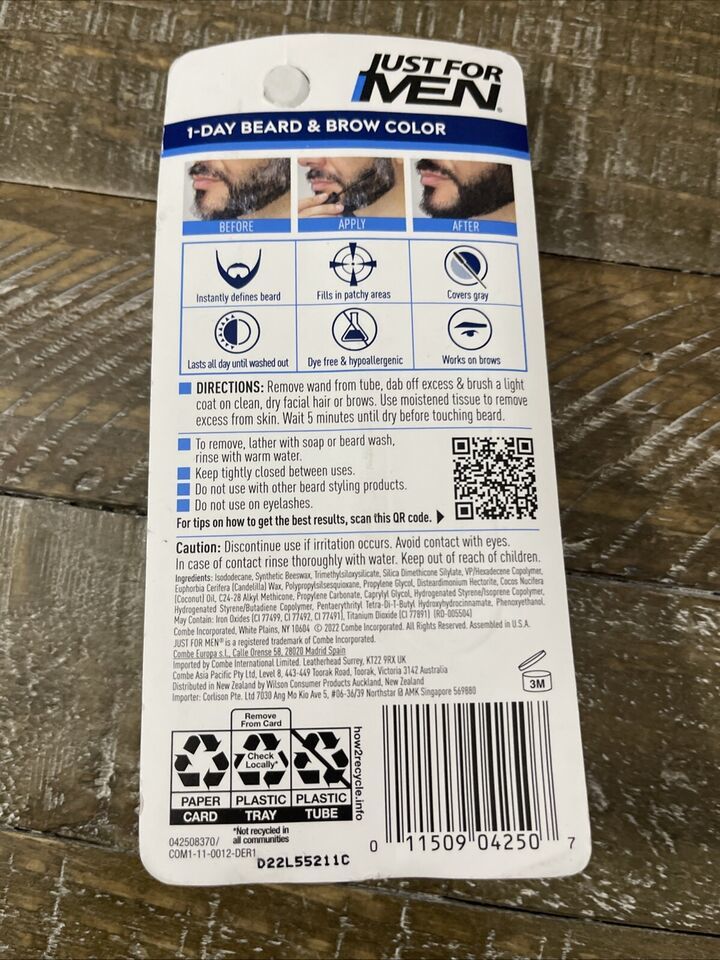 JUST FOR
MEN®
1-DAY BEARD & BROW COLOR
BEFORE
APPLY
AFTER
Instantly defines beard
Fills in patchy areas
Covers gray
Lasts all day until washed out
Dye free & hypoallergenic
Works on brows
DIRECTIONS: Remove wand from tube, dab off excess & brush a light
coat on clean, dry facial hair or brows. Use moistened tissue to remove
excess from skin. Wait 5 minutes until dry before touching beard.
To remove, lather with soap or beard wash,
rinse with warm water.
Keep tightly closed between uses.
Do not use with other beard styling products.
Do not use on eyelashes.
For tips on how to get the best results, scan this QR code.
Caution: Discontinue use if irritation occurs. Avoid contact with eyes.
In case of contact rinse thoroughly with water. Keep out of reach of children.
Ingredients: Isododecane, Synthetic Beeswax, Trimethylsiloxysilicate, Silica Dimethicone Silylate, VP/Hexadecene Copolymer,
Euphorbia Cerifera (Candelilla) Wax, Polypropylsilsesquioxane, Propylene Glycol, Disteardimonium Hectorite, Cocos Nucifera
(Coconut) Oil, C24-28 Alkyl Methicone, Propylene Carbonate, Caprylyl Glycol, Hydrogenated Styrene/Isoprene Copolymer,
Hydrogenated Styrene/Butadiene Copolymer, Pentaerythrityl Tetra-Di-T-Butyl Hydroxyhydrocinnamate, Phenoxyethanol.
May Contain: Iron Oxides (CI 77499, CI 77492, CI 77491), Titanium Dioxide (CI 77891) (RD-005504)
Combe Incorporated, White Plains, NY 10604 © 2022 Combe Incorporated. All Rights Reserved. Assembled in U.S.A.
JUST FOR MEN® is a registered trademark of Combe Incorporated.
Combe Europa s.l., Calle Orense 58, 28020 Madrid Spain
Imported by Combe International Limited. Leatherhead Surrey, KT22 9RX UK
Combe Asia Pacific Pty Ltd, Level 8, 443-449 Toorak Road, Toorak, Victoria 3142 Australia
Distributed in New Zealand by Wilson Consumer Products Auckland, New Zealand
Importer: Corlison Pte. Ltd 7030 Ang Mo Kio Ave 5, #06-36/39 Northstar @ AMK Singapore 569880
3M
Remove
From Card
Check
Locally*
PAPER
CARD
PLASTIC
TRAY
PLASTIC
TUBE
how2recycle.info
*Not recycled in
all communities
042508370/
COM1-11-0012-DER1
D22L55211C
0 11509 04250 7